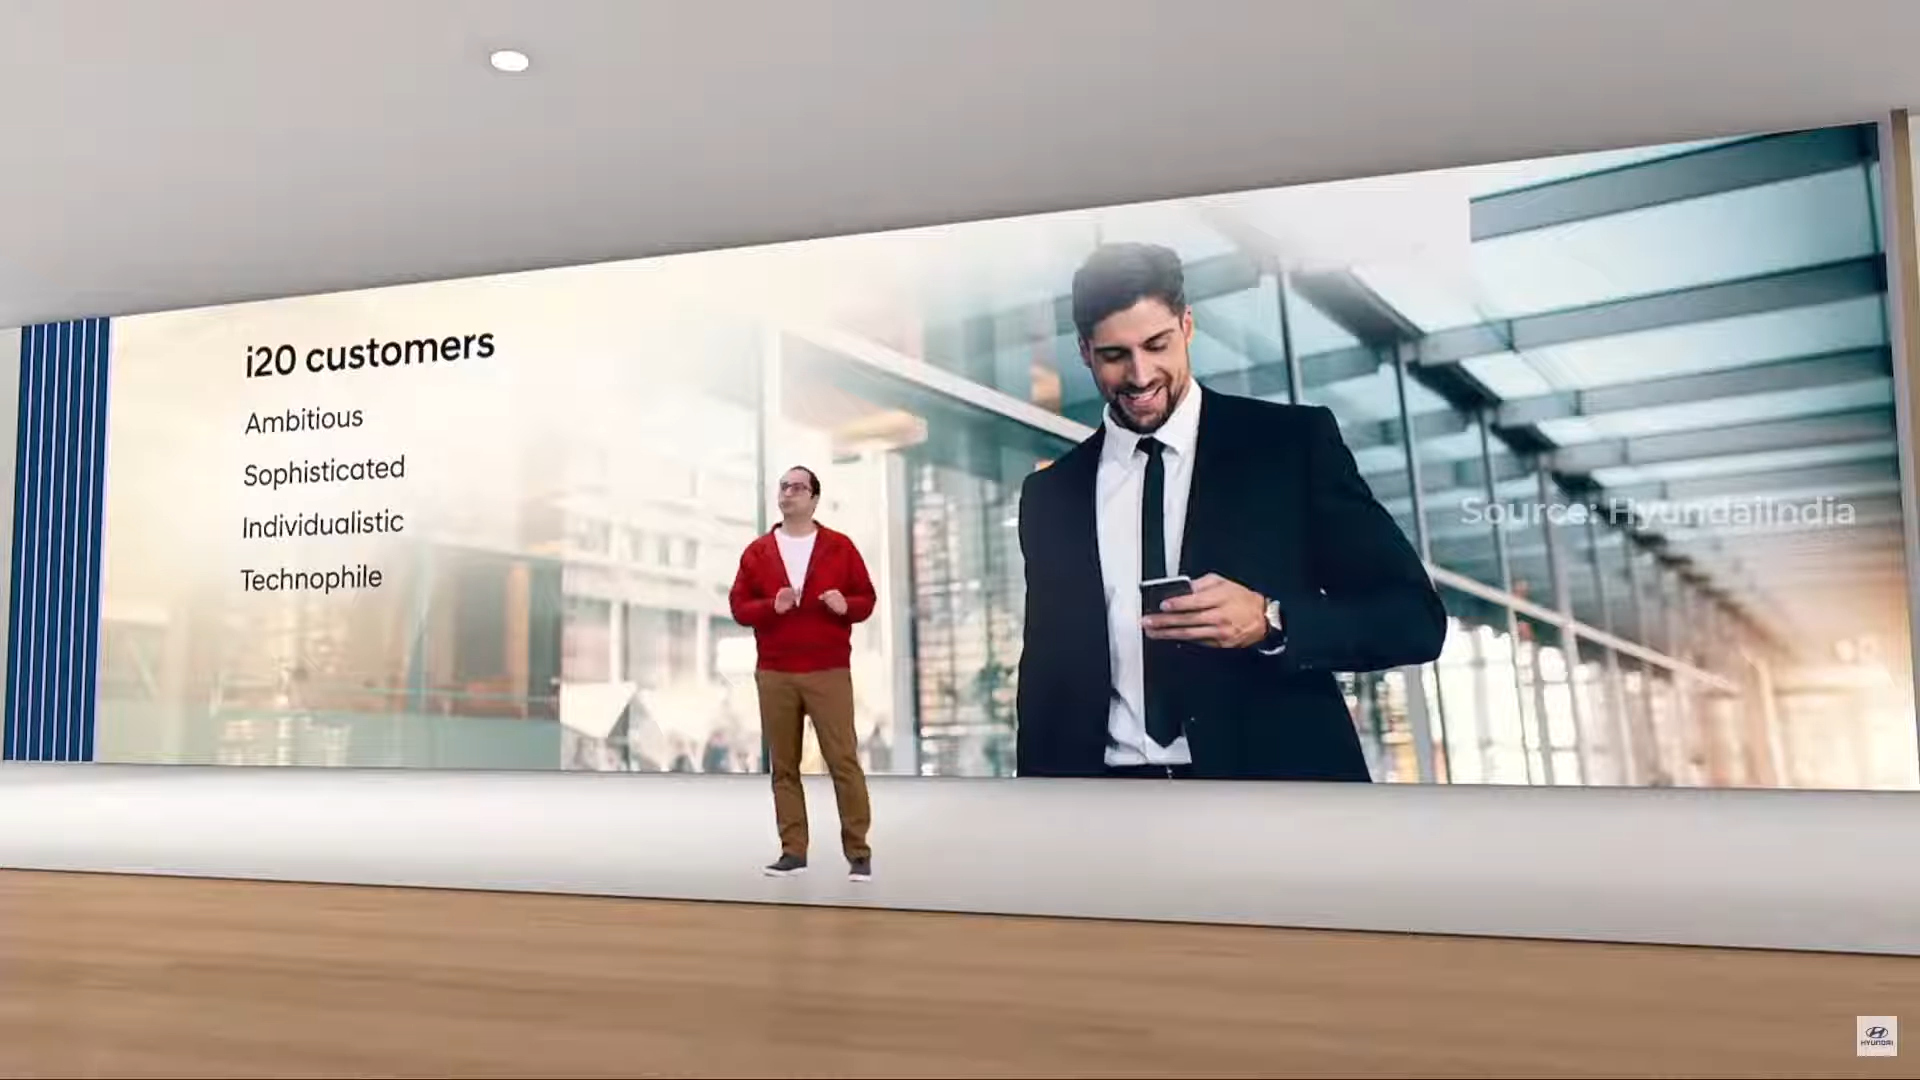 i20 customers
Ambitious
Sophisticated
Individualistic
Technophile
Source: HyundaiIndia
HYUNDAI